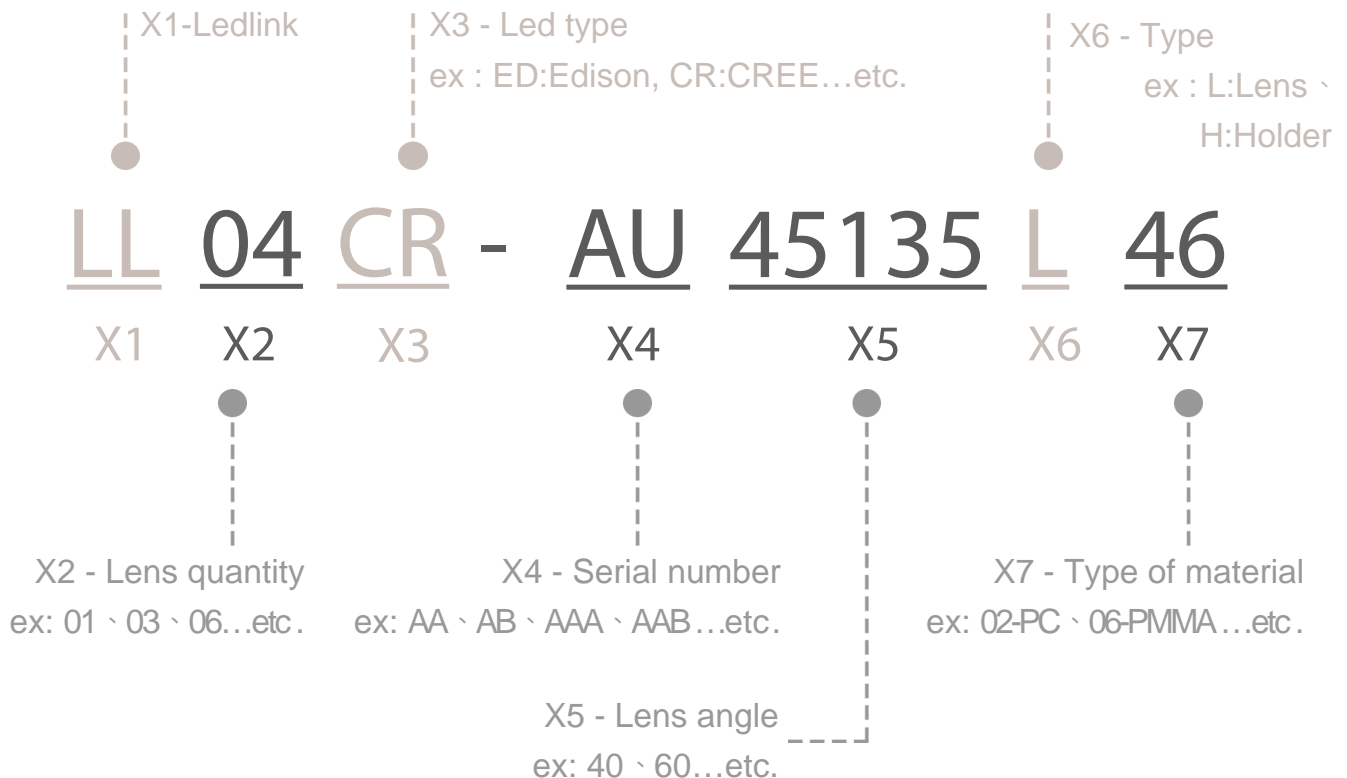 X1-Ledlink
X3 - Led type
ex : ED:Edison, CR:CREE...etc.
X6 - Type
ex : L:Lens、
H:Holder
LL 04 CR - AU 45135 L 46
X1 X2 X3 X4 X5 X6 X7
X2 - Lens quantity
ex: 01、03、06...etc.
X4 - Serial number
ex: AA、AB、AAA、AAB...etc.
X7 - Type of material
ex: 02-PC、06-PMMA...etc.
X5 - Lens angle
ex: 40、60...etc.